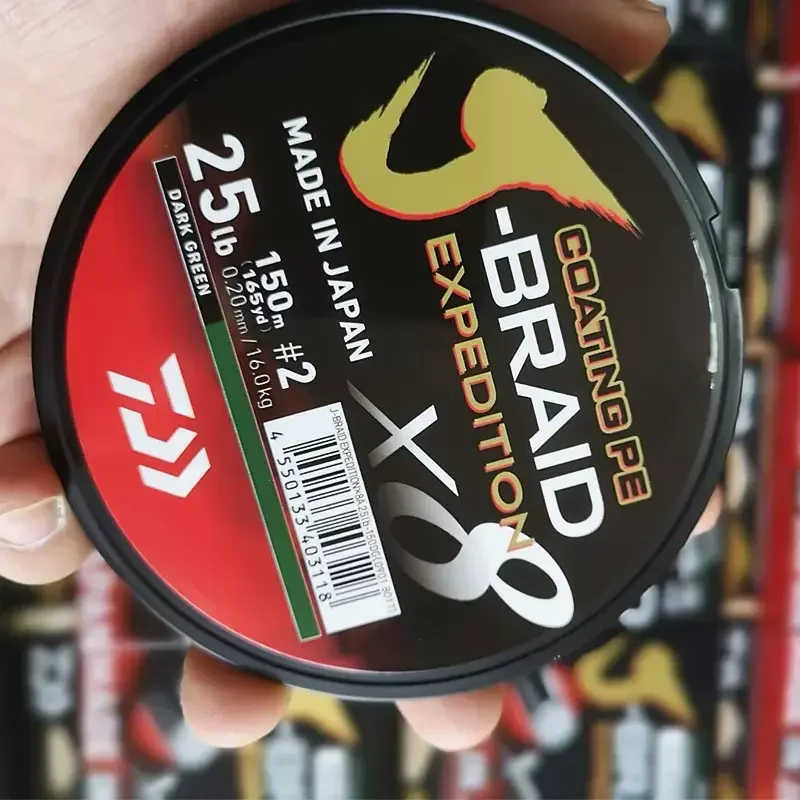 COATING PE
J-BRAID
EXPEDITION
X8
MADE IN JAPAN
25lb 150m #2
(165yd)
0.20mm/16.0kg
DARK GREEN
4 550133 403118